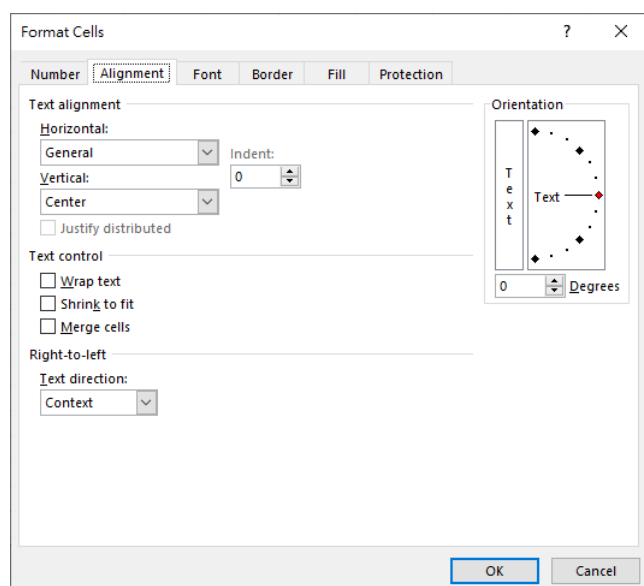 Format Cells ? ×
Number Alignment Font Border Fill Protection
Text alignment
Horizontal:
General
Indent:
0
Vertical:
Center
Justify distributed
Text control
Wrap text
Shrink to fit
Merge cells
Right-to-left
Text direction:
Context
Orientation
Text
Text
0 Degrees
OK Cancel